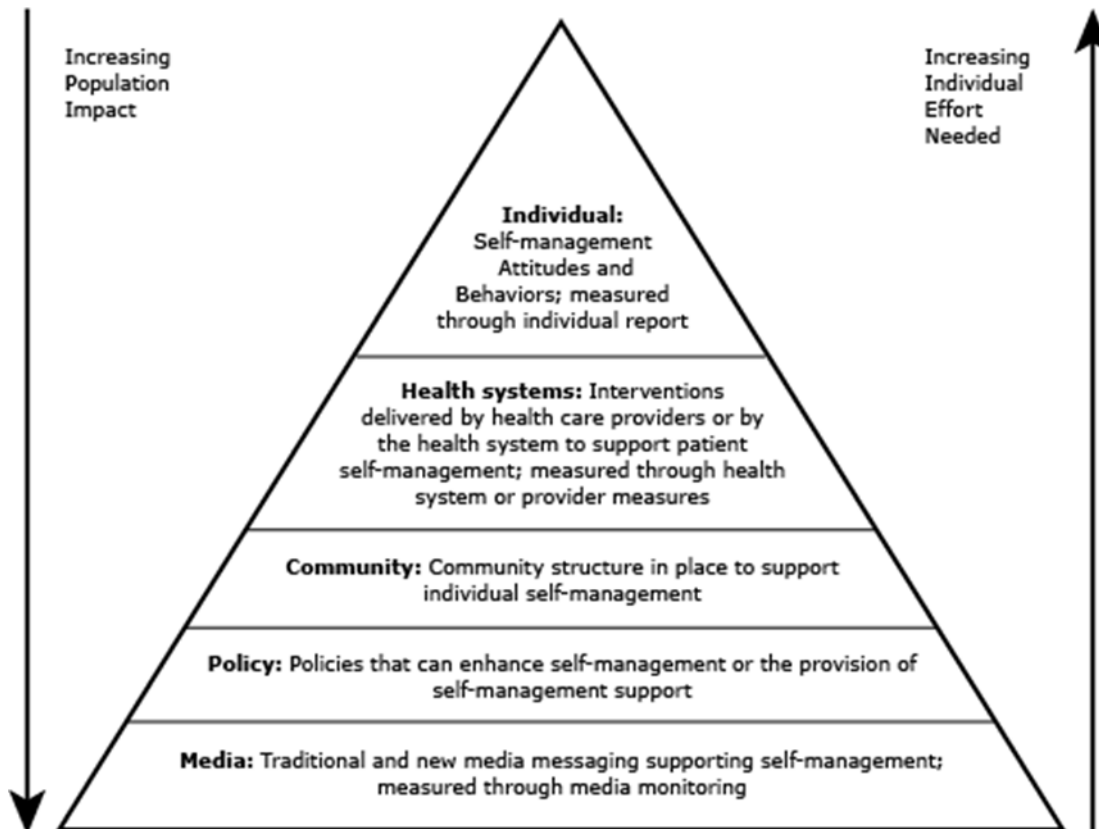 Increasing
Population
Impact
Increasing
Individual
Effort
Needed
Individual:
Self-management
Attitudes and
Behaviors; measured
through individual report
Health systems: Interventions
delivered by health care providers or by
the health system to support patient
self-management; measured through health
system or provider measures
Community: Community structure in place to support
individual self-management
Policy: Policies that can enhance self-management or the provision of
self-management support
Media: Traditional and new media messaging supporting self-management;
measured through media monitoring